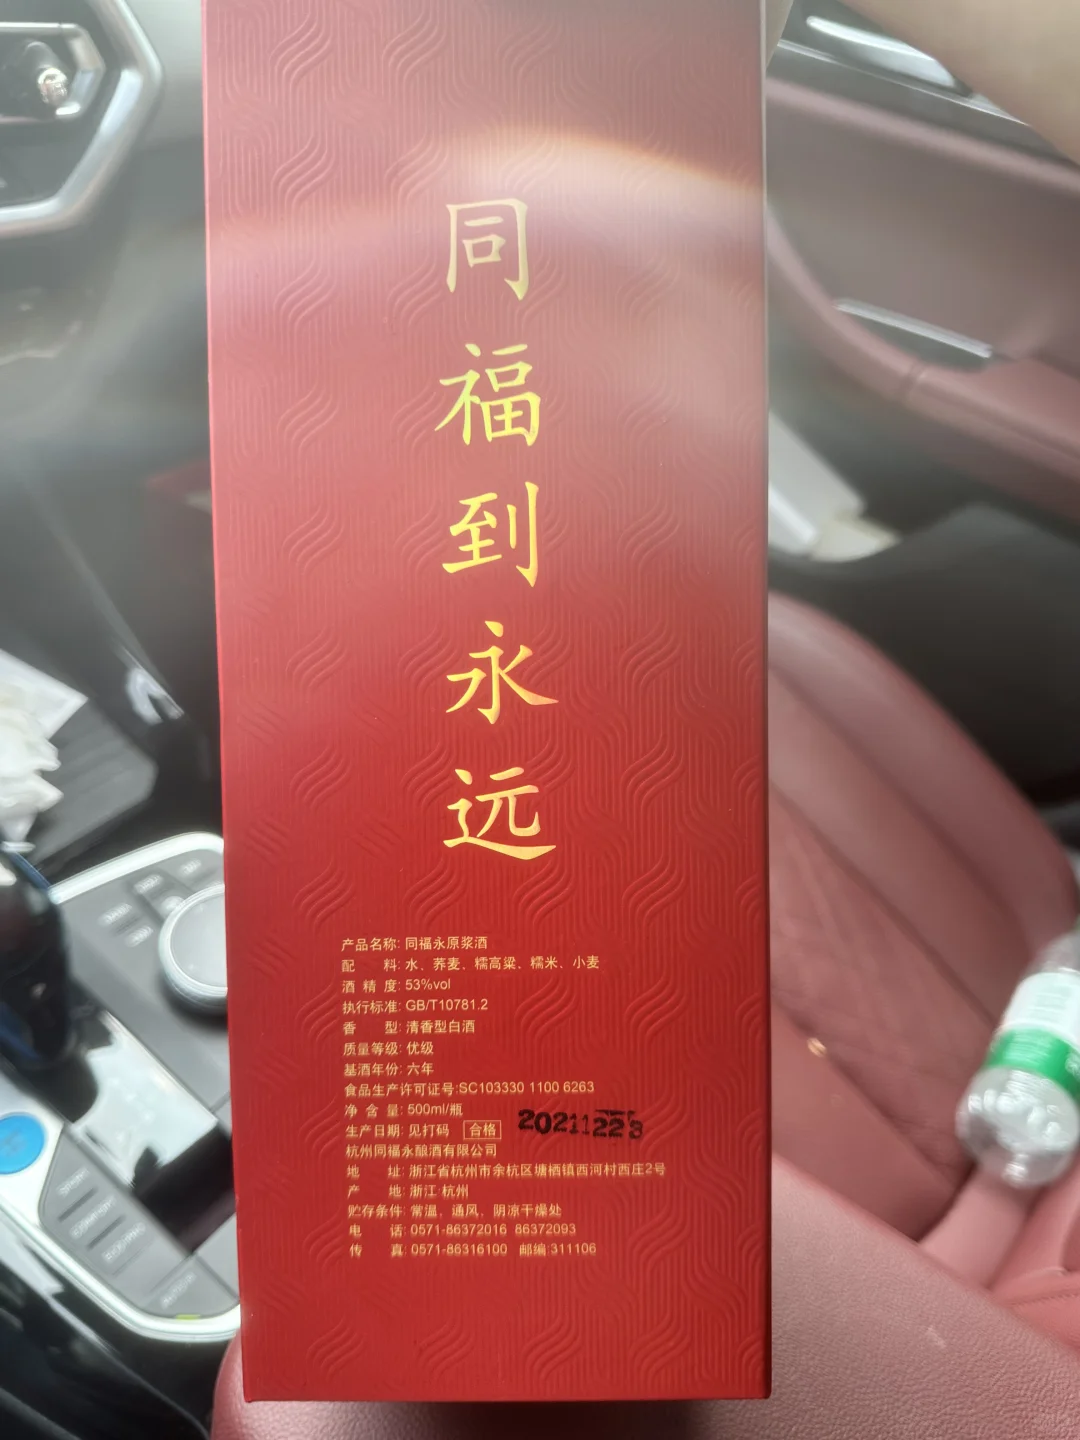 同福到永远
产品名称: 同福永原浆酒
配 料: 水、荞麦、糯高粱、糯米、小麦
酒 精 度: 53%vol
执行标准: GB/T10781.2
香 型: 清香型白酒
质量等级: 优级
基酒年份: 六年
食品生产许可证号:SC103330 1100 6263
净 含 量: 500ml/瓶
生产日期: 见打码 合格 20211223
杭州同福永酿酒有限公司
地 址: 浙江省杭州市余杭区塘栖镇西河村西庄2号
产 地: 浙江·杭州
贮存条件: 常温、通风、阴凉干燥处
电 话: 0571-86372016 86372093
传 真: 0571-86316100 邮编:311106
SPORT
COMFORT
ECO PRO